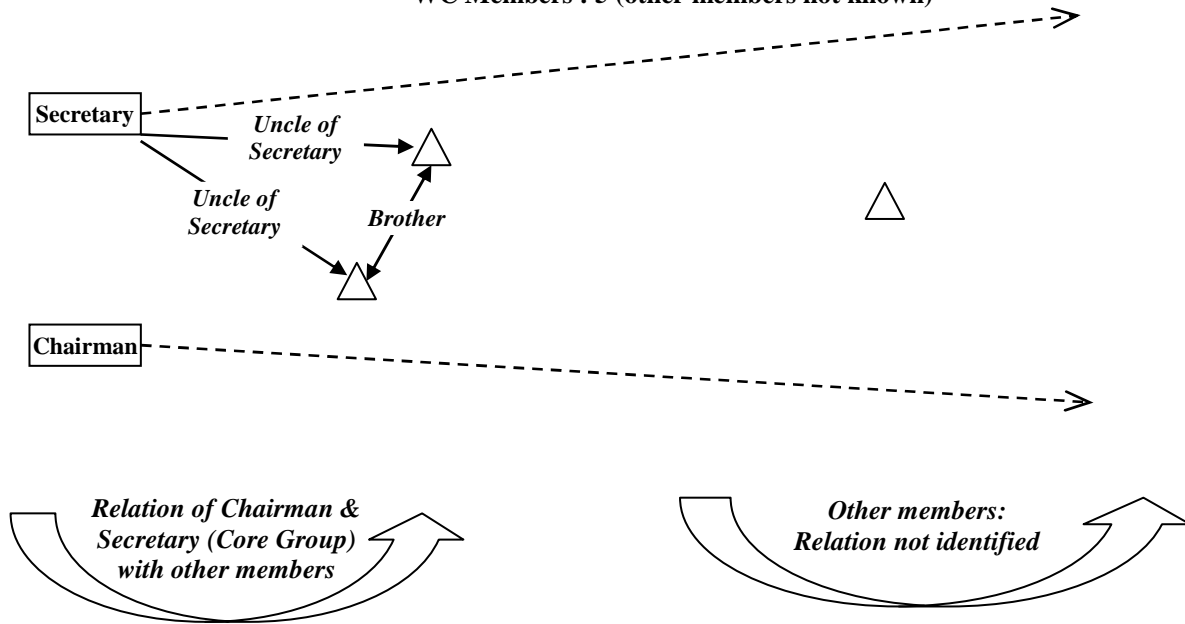 WC Members : (other members not known)
Secretary
Uncle of
Secretary
Uncle of
Secretary
Brother
Chairman
Relation of Chairman &
Secretary (Core Group)
with other members
Other members:
Relation not identified